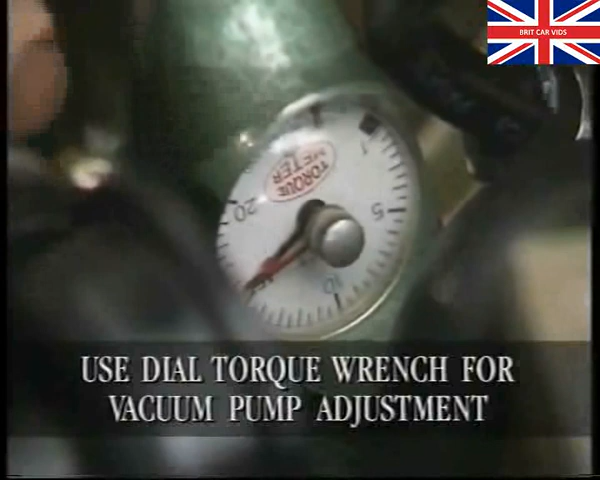 BRIT CAR VIDS
TORQUE
METER
20
5
10
USE DIAL TORQUE WRENCH FOR
VACUUM PUMP ADJUSTMENT